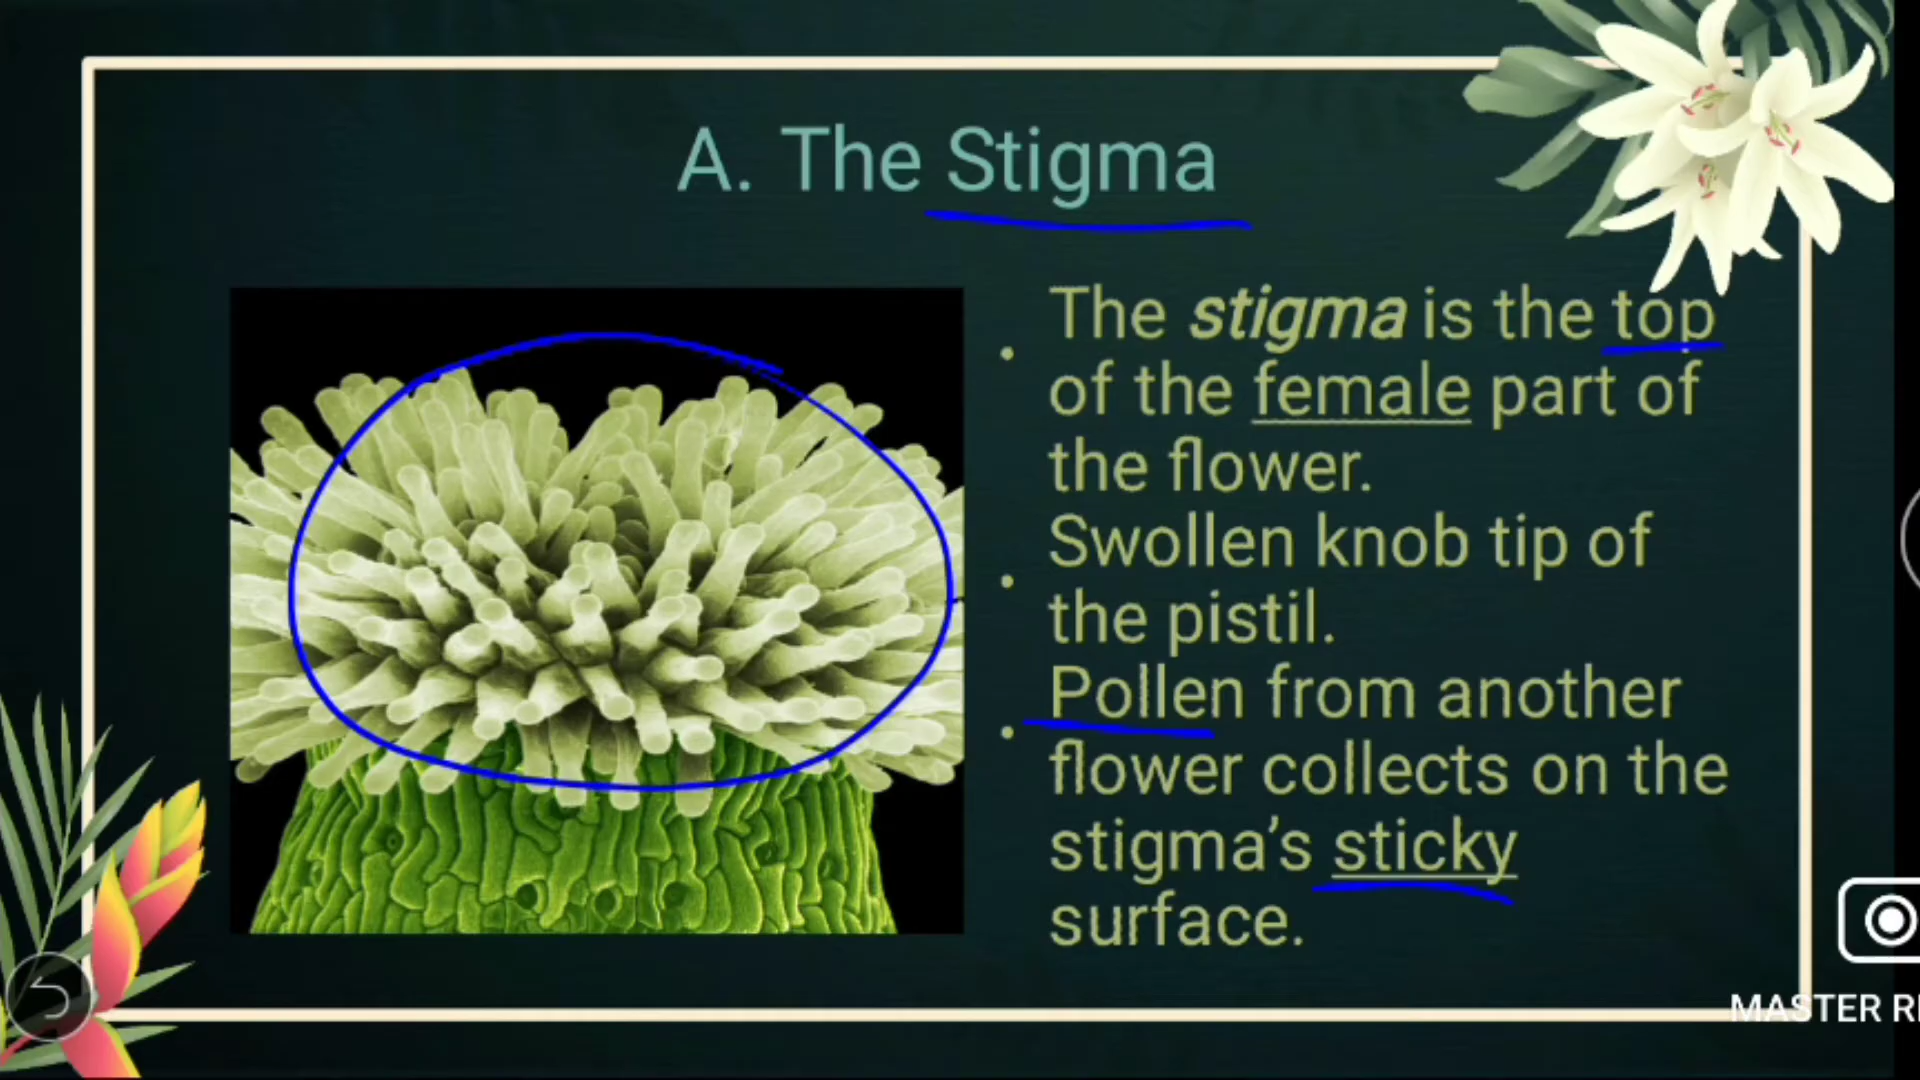 A. The Stigma
• The stigma is the top
of the female part of
the flower.
• Swollen knob tip of
the pistil.
• Pollen from another
flower collects on the
stigma’s sticky
surface.
MASTER